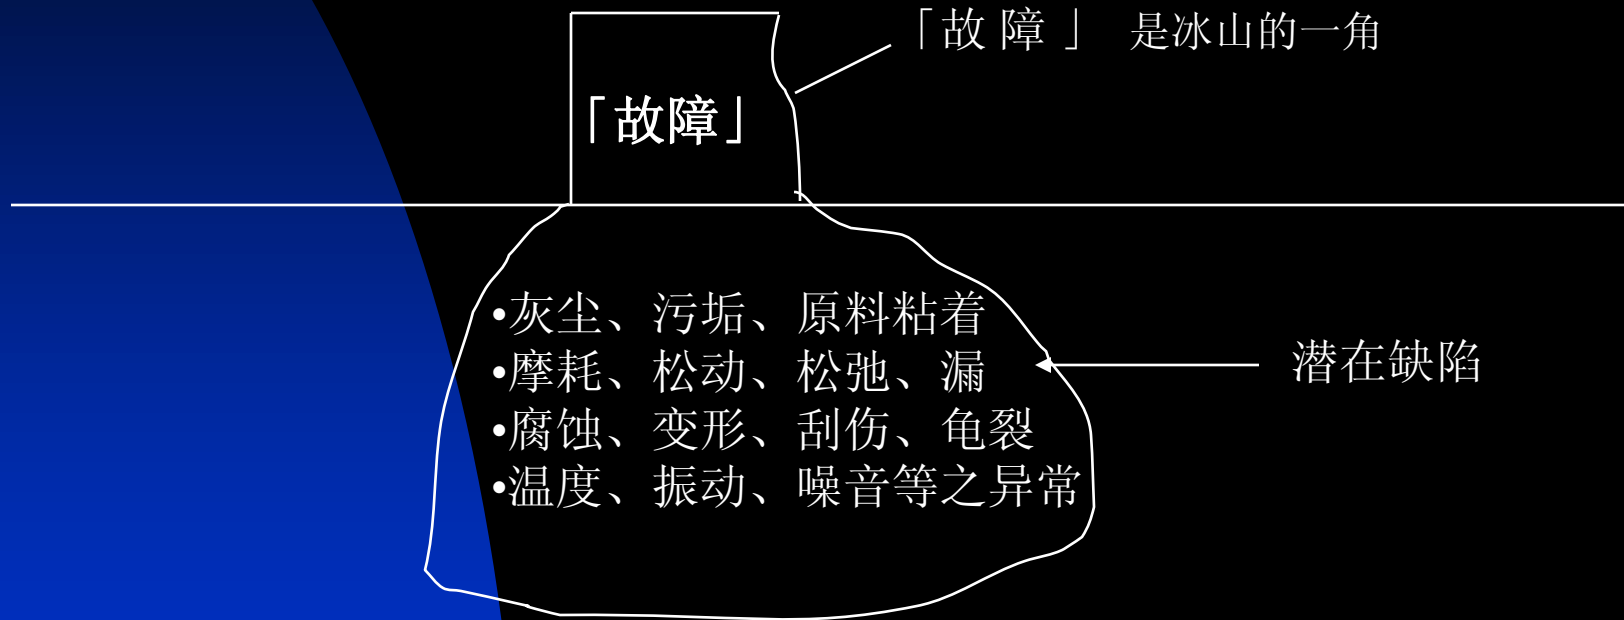 「故 障 」 是冰山的一角
「故障」
•灰尘、污垢、原料粘着
•摩耗、松动、松弛、漏
潜在缺陷
•腐蚀、变形、刮伤、龟裂
•温度、振动、噪音等之异常